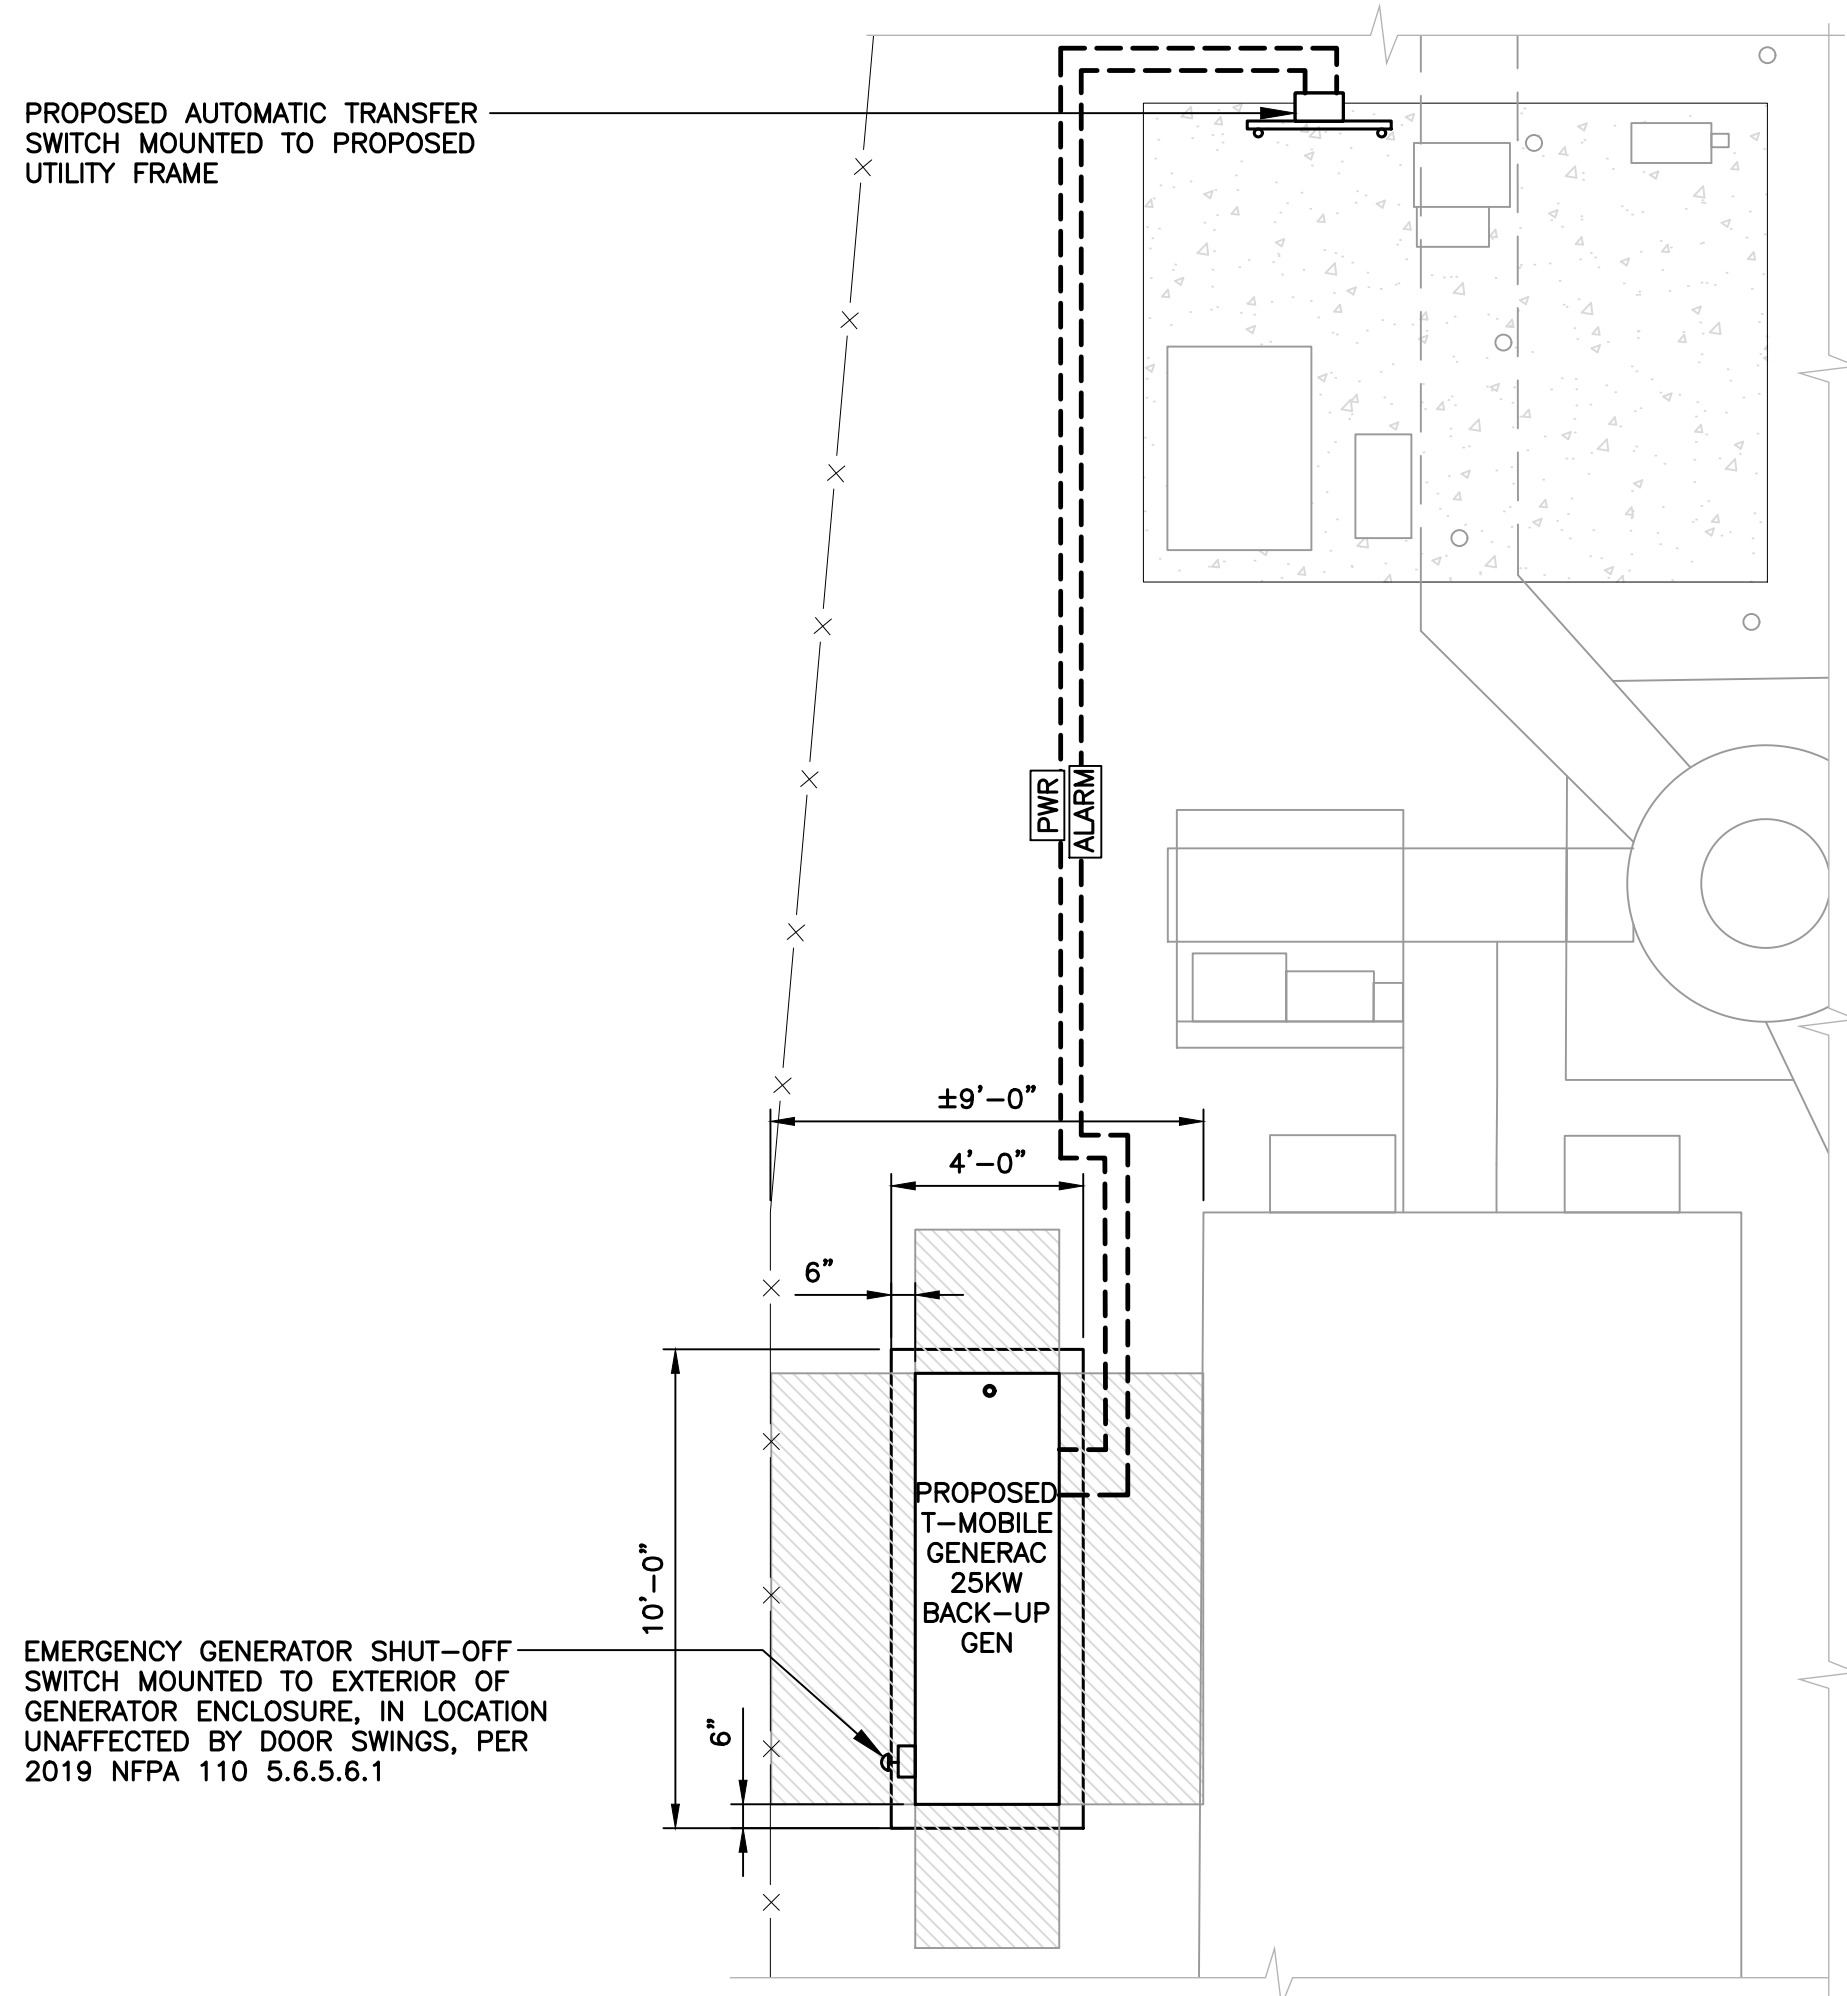 PROPOSED AUTOMATIC TRANSFER
SWITCH MOUNTED TO PROPOSED
UTILITY FRAME
PWR
ALARM
±9'-0"
4'-0"
6"
10'-0"
PROPOSED
T-MOBILE
GENERAC
25KW
BACK-UP
GEN
EMERGENCY GENERATOR SHUT-OFF
SWITCH MOUNTED TO EXTERIOR OF
GENERATOR ENCLOSURE, IN LOCATION
UNAFFECTED BY DOOR SWINGS, PER
2019 NFPA 110 5.6.5.6.1
6"